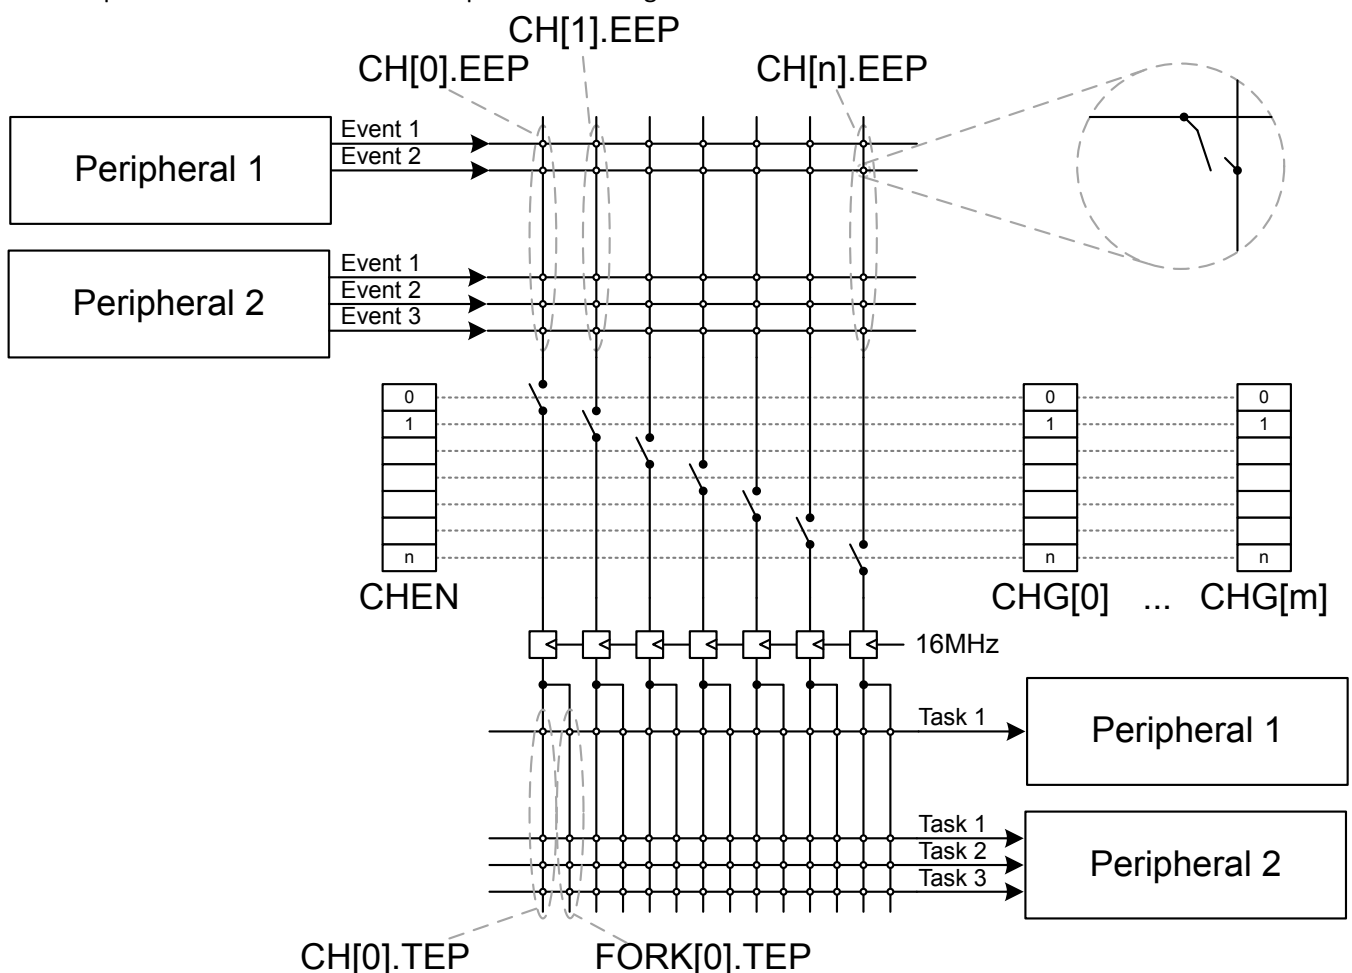 CH[1].EEP
CH[0].EEP
CH[n].EEP
Event 1
Event 2
Peripheral 1
Event 1
Event 2
Event 3
Peripheral 2
0
0
0
1
1
1
n
n
n
CHEN
CHG[0] ... CHG[m]
16MHz
Task 1
Peripheral 1
Task 1
Task 2
Task 3
Peripheral 2
CH[0].TEP
FORK[0].TEP